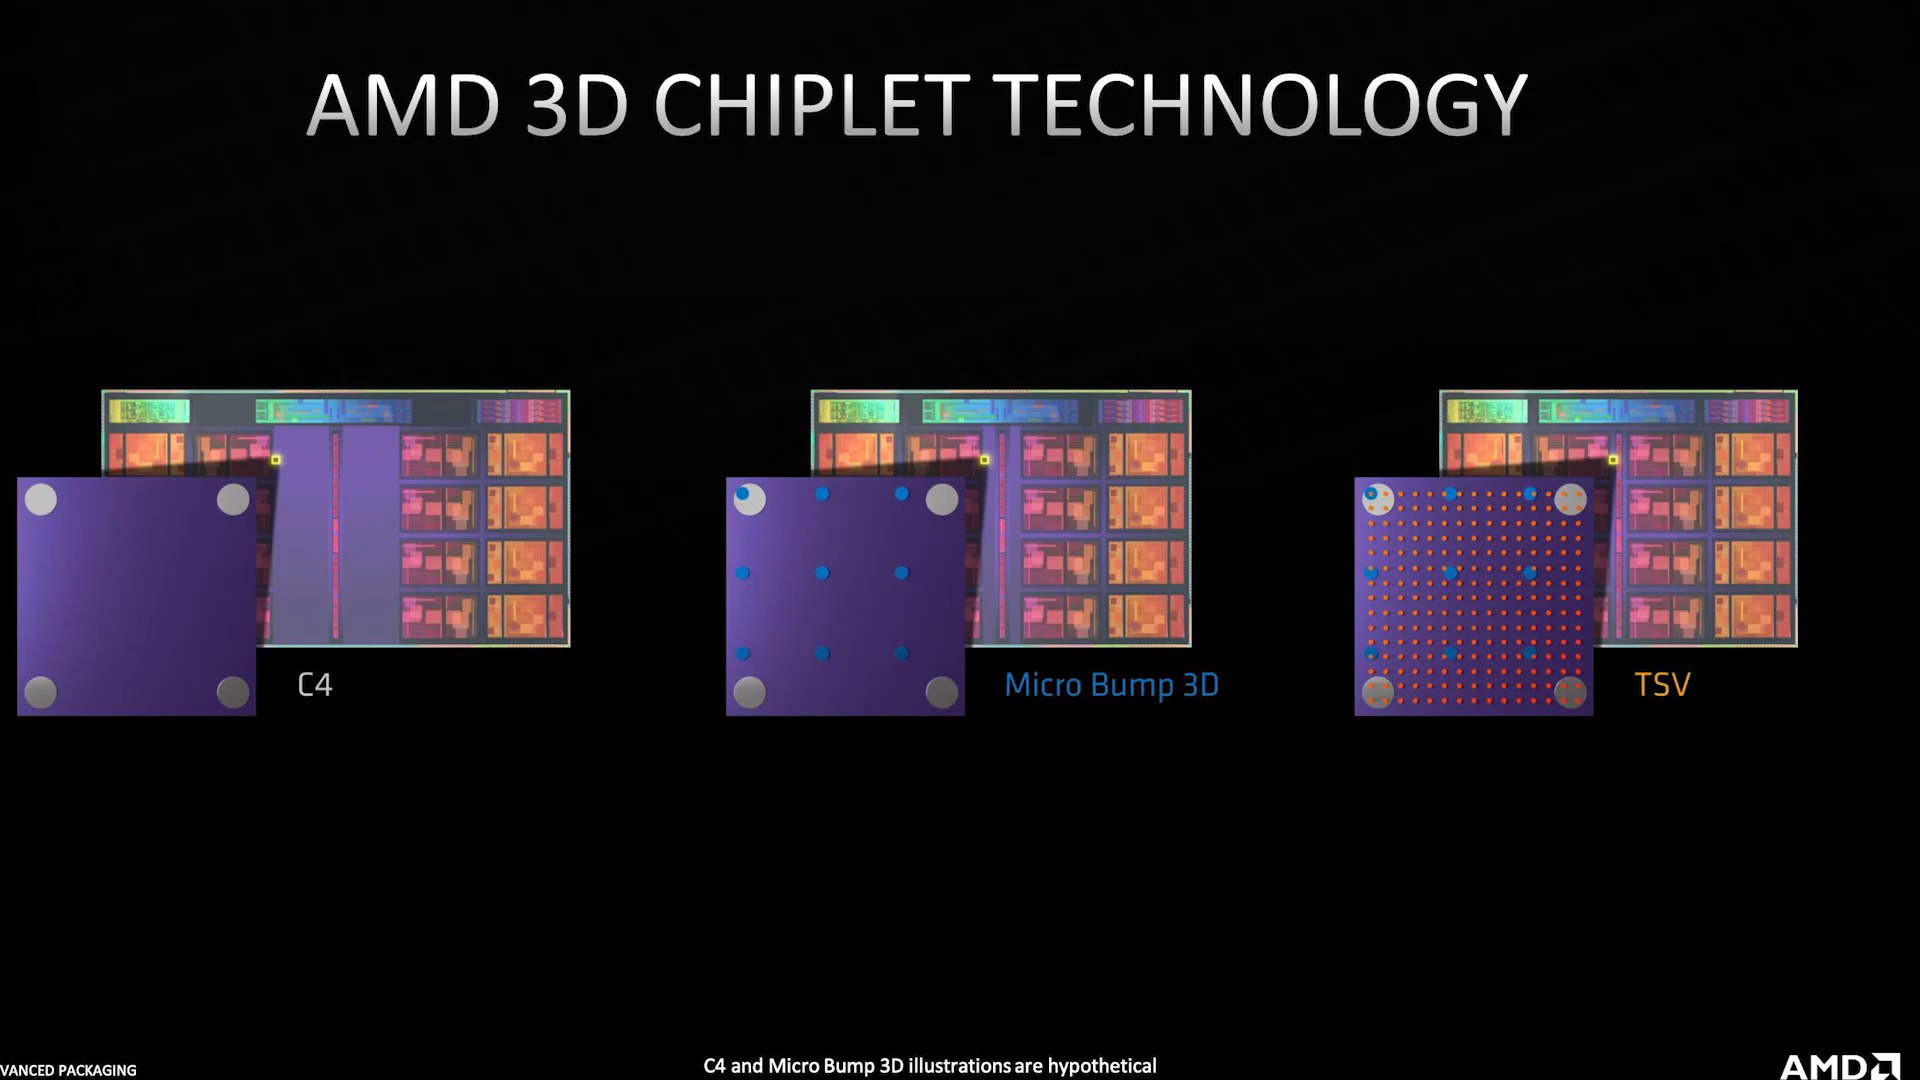 AMD 3D CHIPLET TECHNOLOGY
C4
Micro Bump 3D
TSV
VANCED PACKAGING
C4 and Micro Bump 3D illustrations are hypothetical
AMD